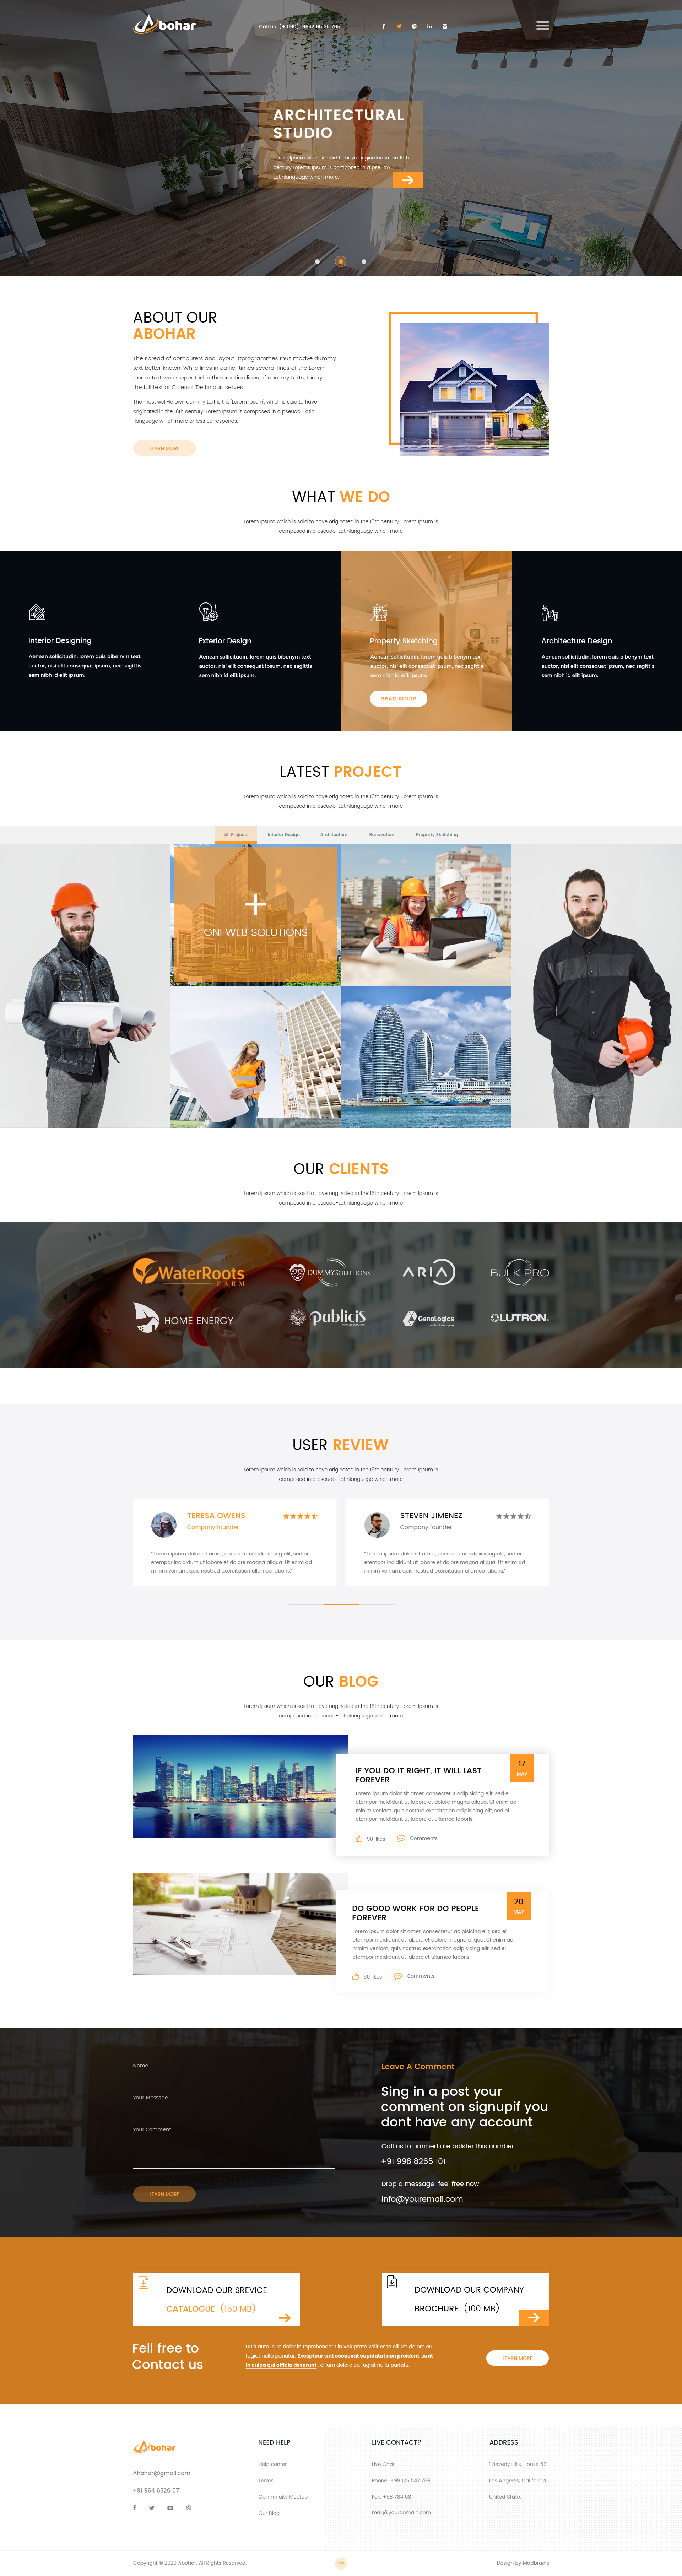 Abohar
Call us: (+ 090) 9832 65 35 765
ARCHITECTURAL
STUDIO
Lorem Ipsum which is said to have originated in the 16th
century. Lorems Ipsum is composed in a pseudo
Latinlanguage which more
ABOUT OUR
ABOHAR
The spread of computers and layout ttprogrammes thus madve dummy
text better known. While lines in earlier times several lines of the Lorem
Ipsum text were repeated in the creation lines of dummy texts, today
the full text of Cicero's 'De finibus' serves
The most well-known dummy text is the 'Lorem Ipsum', which is said to have
originated in the 16th century. Lorem Ipsum is composed in a pseudo-Latin
language which more or less corresponds.
LEARN MORE
WHAT WE DO
Lorem Ipsum which is said to have originated in the 16th century. Lorem Ipsum is
composed in a pseudo-Latinlanguage which more
Interior Designing
Aenean sollicitudin, lorem quis bibenym text
auctor, nisi elit consequat ipsum, nec sagittis
sem nibh id elit ipsum.
Exterior Design
Aenean sollicitudin, lorem quis bibenym text
auctor, nisi elit consequat ipsum, nec sagittis
sem nibh id elit ipsum.
Property Sketching
Aenean sollicitudin, lorem quis bibenym text
auctor, nisi elit consequat ipsum, nec sagittis
sem nibh id elit ipsum.
READ MORE
Architecture Design
Aenean sollicitudin, lorem quis bibenym text
auctor, nisi elit consequat ipsum, nec sagittis
sem nibh id elit ipsum.
LATEST PROJECT
Lorem Ipsum which is said to have originated in the 16th century. Lorem Ipsum is
composed in a pseudo-Latinlanguage which more
All Projects Interior Design Architecture Renovation Property Sketching
GNI WEB SOLUTIONS
OUR CLIENTS
Lorem Ipsum which is said to have originated in the 16th century. Lorem Ipsum is
composed in a pseudo-Latinlanguage which more
WaterRoots
FARM
DUMMYSOLUTIONS
ARIA
BULK PRO
HOME ENERGY
publicis
GenoLogics
LUTRON.
USER REVIEW
Lorem Ipsum which is said to have originated in the 16th century. Lorem Ipsum is
composed in a pseudo-Latinlanguage which more
TERESA OWENS
Company founder
" Lorem ipsum dolor sit amet, consectetur adipisicing elit, sed ei
etempor incididunt ut labore et dolore magna aliqua. Ut enim ad
minim veniam, quis nostrud exercitation ullamco laboris."
STEVEN JIMENEZ
Company founder
" Lorem ipsum dolor sit amet, consectetur adipisicing elit, sed ei
etempor incididunt ut labore et dolore magna aliqua. Ut enim ad
minim veniam, quis nostrud exercitation ullamco laboris."
OUR BLOG
Lorem Ipsum which is said to have originated in the 16th century. Lorem Ipsum is
composed in a pseudo-Latinlanguage which more
17
MAY
IF YOU DO IT RIGHT, IT WILL LAST
FOREVER
Lorem ipsum dolor sit amet, consectetur adipisicing elit, sed ei
etempor incididunt ut labore et dolore magna aliqua. Ut enim ad
minim veniam, quis nostrud exercitation adipisicing elit, sed ei
etempor incididunt ut labore et ullamco laboris.
90 likes Comments
20
MAY
DO GOOD WORK FOR DO PEOPLE
FOREVER
Lorem ipsum dolor sit amet, consectetur adipisicing elit, sed ei
etempor incididunt ut labore et dolore magna aliqua. Ut enim ad
minim veniam, quis nostrud exercitation adipisicing elit, sed ei
etempor incididunt ut labore et ullamco laboris.
90 likes Comments
Name
Your Message
Your Comment
LEARN MORE
Leave A Comment
Sing in a post your
comment on signupif you
dont have any account
Call us for immediate bolster this number
+91 998 8265 101
Drop a message feel free now
Info@youremail.com
DOWNLOAD OUR SREVICE
CATALOGUE (150 MB)
DOWNLOAD OUR COMPANY
BROCHURE (100 MB)
Fell free to
Contact us
Duis aute irure dolor in reprehenderit in voluptate velit esse cillum dolore eu
fugiat nulla pariatur. Excepteur sint occaecat cupidatat non proident, sunt
in culpa qui officia deserunt. cillum dolore eu fugiat nulla pariatu
LEARN MORE
Abohar
Ahohar@gmail.com
+91 964 6326 671
NEED HELP
Help center
Terms
Commnuity Meetup
Our Blog
LIVE CONTACT?
Live Chat
Phone: +99 125 547 789
Fax: +58 784 58
mail@yourdomain.com
ADDRESS
1 Beverly Hills, House 56,
Los Angeles, California,
United State.
Copyright © 2020 Abohar. All Rights Reserved
Design by Madbrains